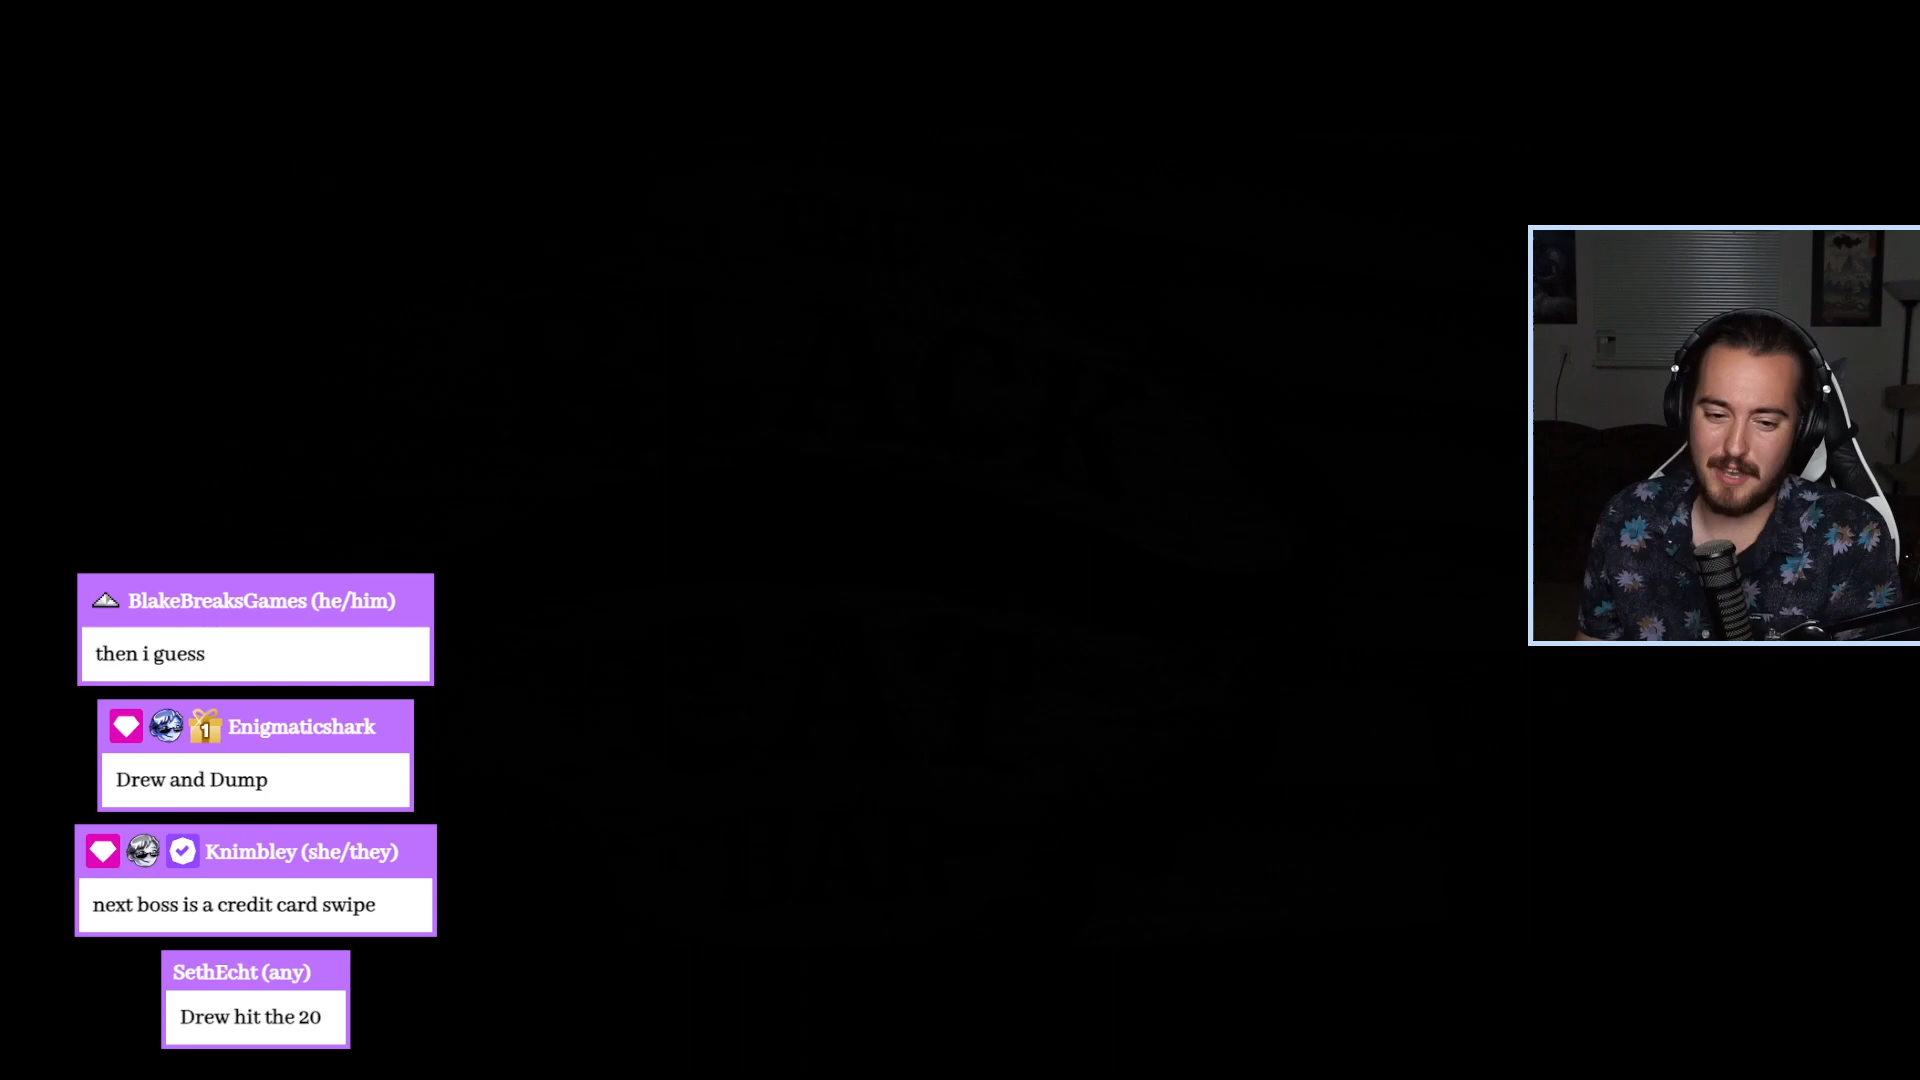 BlakeBreaksGames (he/him)
then i guess
1 Enigmaticshark
Drew and Dump
Knimbley (she/they)
next boss is a credit card swipe
SethEcht (any)
Drew hit the 20